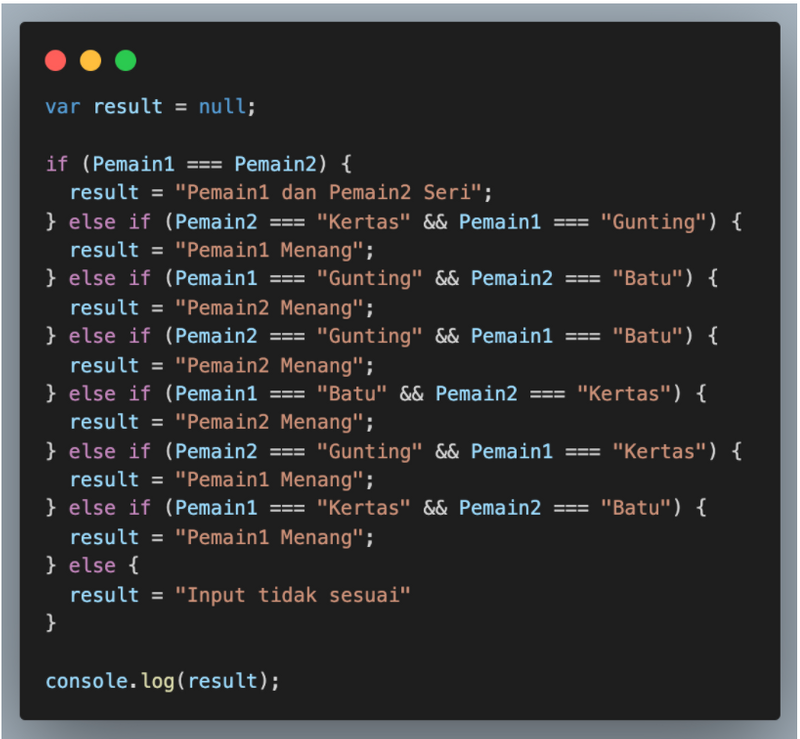 var result = null;

if (Pemain1 === Pemain2) {
  result = "Pemain1 dan Pemain2 Seri";
} else if (Pemain2 === "Kertas" && Pemain1 === "Gunting") {
  result = "Pemain1 Menang";
} else if (Pemain1 === "Gunting" && Pemain2 === "Batu") {
  result = "Pemain2 Menang";
} else if (Pemain2 === "Gunting" && Pemain1 === "Batu") {
  result = "Pemain2 Menang";
} else if (Pemain1 === "Batu" && Pemain2 === "Kertas") {
  result = "Pemain2 Menang";
} else if (Pemain2 === "Gunting" && Pemain1 === "Kertas") {
  result = "Pemain1 Menang";
} else if (Pemain1 === "Kertas" && Pemain2 === "Batu") {
  result = "Pemain1 Menang";
} else {
  result = "Input tidak sesuai"
}

console.log(result);